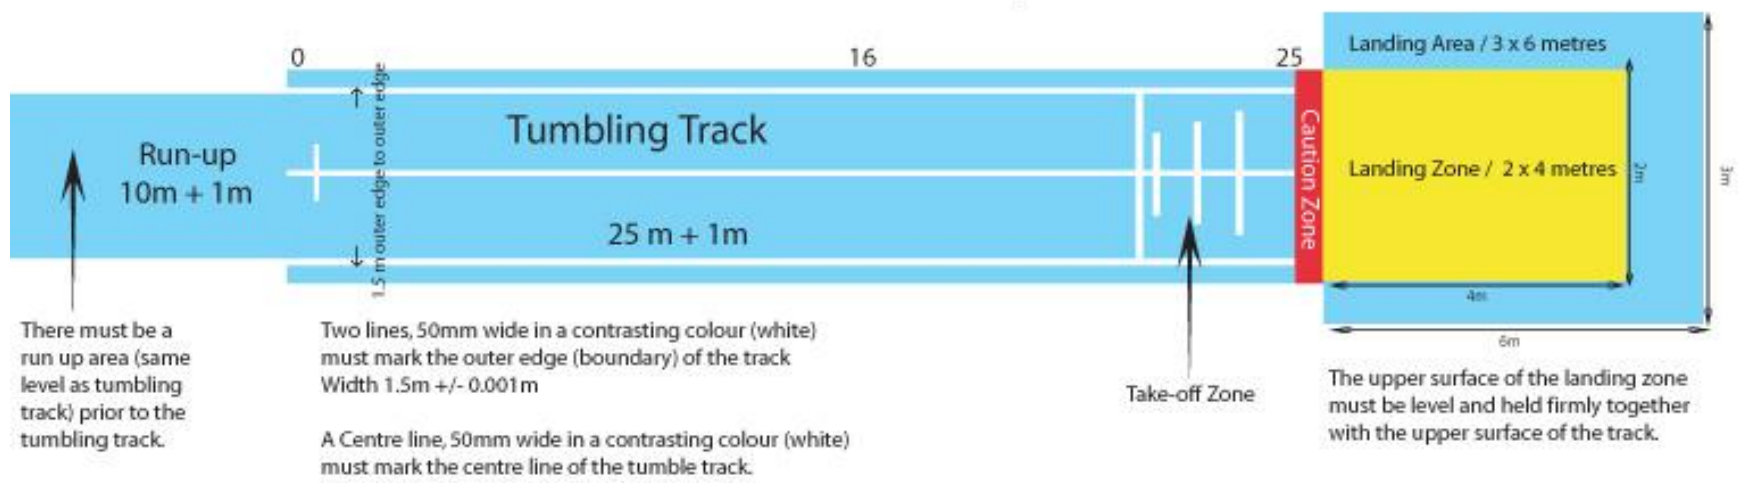 0
16
25
Landing Area / 3 x 6 metres
Run-up
10m + 1m
1.5 m outer edge to outer edge
Tumbling Track
25 m + 1m
Caution Zone
Landing Zone / 2 x 4 metres
2m
3m
4m
6m
There must be a
run up area (same
level as tumbling
track) prior to the
tumbling track.
Two lines, 50mm wide in a contrasting colour (white)
must mark the outer edge (boundary) of the track
Width 1.5m +/- 0.001m
A Centre line, 50mm wide in a contrasting colour (white)
must mark the centre line of the tumble track.
Take-off Zone
The upper surface of the landing zone
must be level and held firmly together
with the upper surface of the track.